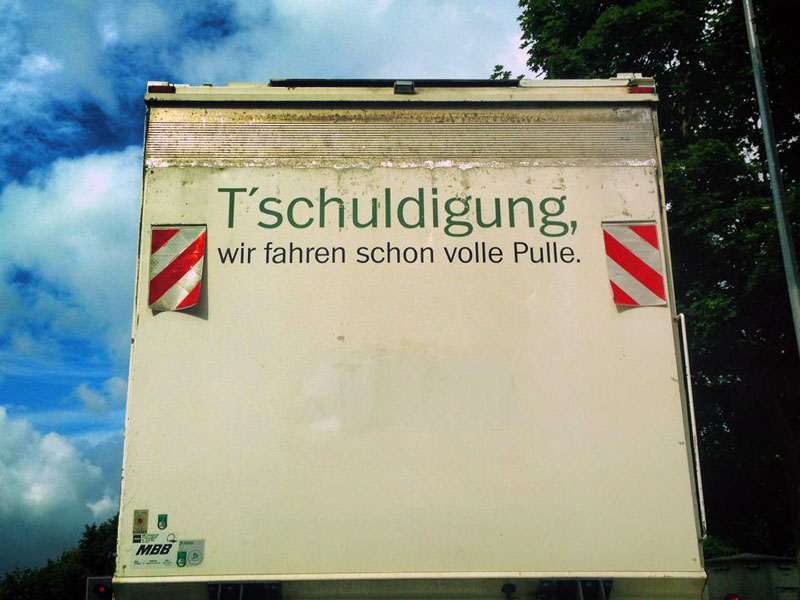 T´schuldigung,
wir fahren schon volle Pulle.
MBB